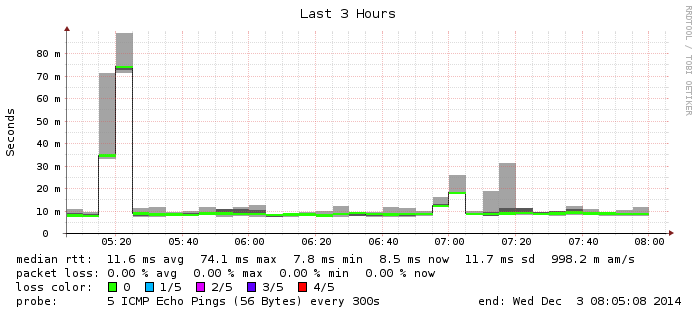 Last 3 Hours
RRDTOOL / TOBI OETIKER
Seconds
80 m
70 m
60 m
50 m
40 m
30 m
20 m
10 m
0
05:20 05:40 06:00 06:20 06:40 07:00 07:20 07:40 08:00
median rtt: 11.6 ms avg 74.1 ms max 7.8 ms min 8.5 ms now 11.7 ms sd 998.2 m am/s
packet loss: 0.00 % avg 0.00 % max 0.00 % min 0.00 % now
loss color: 0 1/5 2/5 3/5 4/5
probe: 5 ICMP Echo Pings (56 Bytes) every 300s end: Wed Dec 3 08:05:08 2014